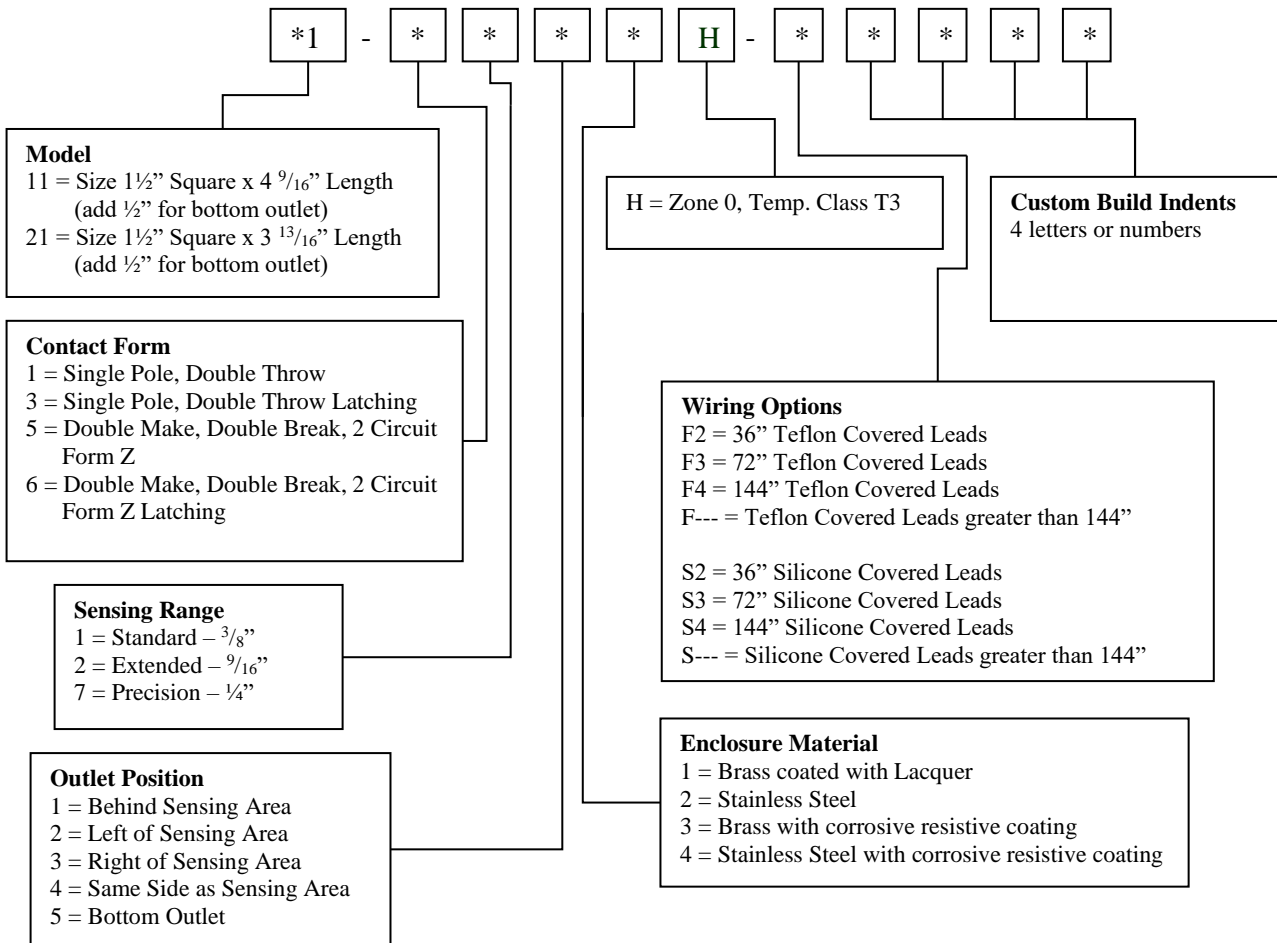 *1 - * * * * H - * * * * *
Model
11 = Size 1½” Square x 4 9/16” Length
(add ½” for bottom outlet)
21 = Size 1½” Square x 3 13/16” Length
(add ½” for bottom outlet)
H = Zone 0, Temp. Class T3
Custom Build Indents
4 letters or numbers
Contact Form
1 = Single Pole, Double Throw
3 = Single Pole, Double Throw Latching
5 = Double Make, Double Break, 2 Circuit
Form Z
6 = Double Make, Double Break, 2 Circuit
Form Z Latching
Wiring Options
F2 = 36” Teflon Covered Leads
F3 = 72” Teflon Covered Leads
F4 = 144” Teflon Covered Leads
F--- = Teflon Covered Leads greater than 144”
S2 = 36” Silicone Covered Leads
S3 = 72” Silicone Covered Leads
S4 = 144” Silicone Covered Leads
S--- = Silicone Covered Leads greater than 144”
Sensing Range
1 = Standard – 3/8”
2 = Extended – 9/16”
7 = Precision – ¼”
Enclosure Material
1 = Brass coated with Lacquer
2 = Stainless Steel
3 = Brass with corrosive resistive coating
4 = Stainless Steel with corrosive resistive coating
Outlet Position
1 = Behind Sensing Area
2 = Left of Sensing Area
3 = Right of Sensing Area
4 = Same Side as Sensing Area
5 = Bottom Outlet